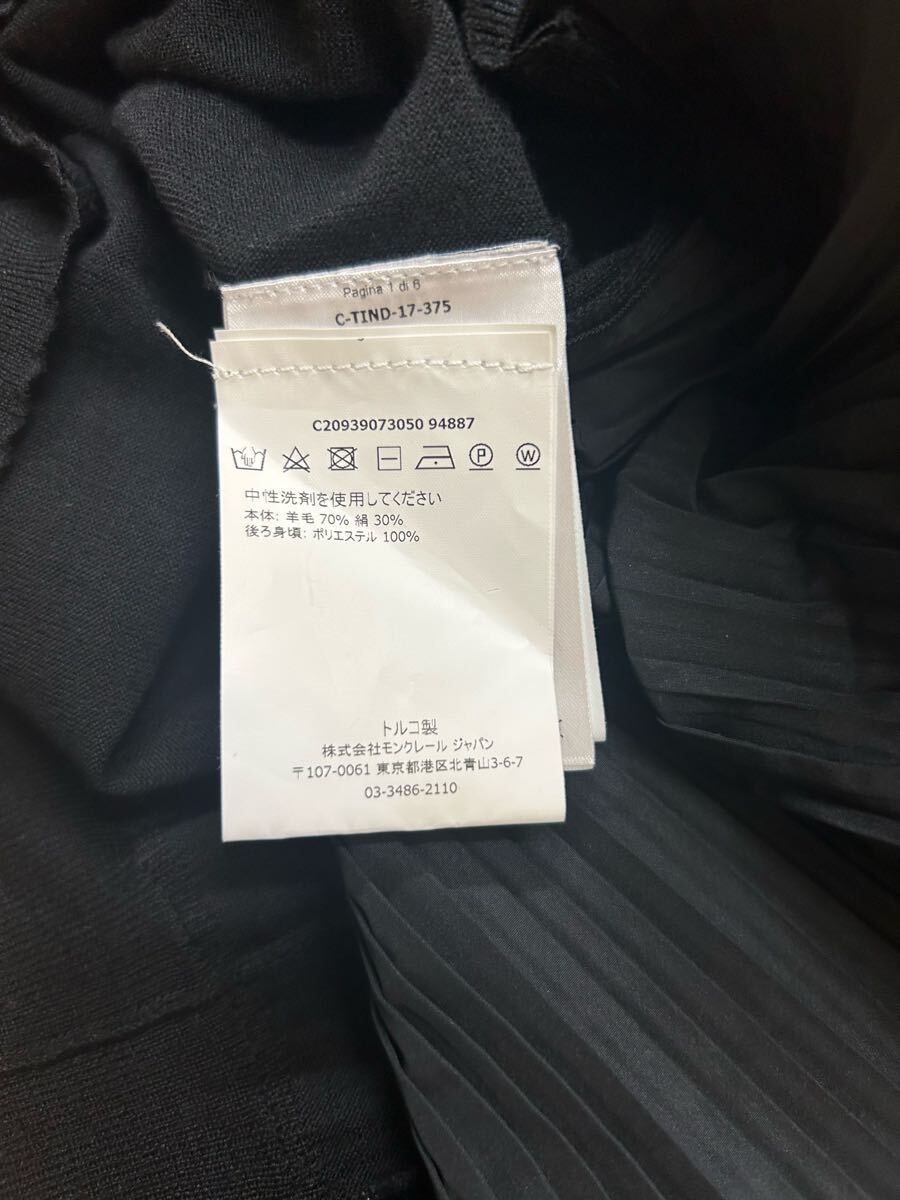 Pagina 1 di 6
C-TIND-17-375
C20939073050 94887
P W
中性洗剤を使用してください
本体: 羊毛 70% 絹 30%
後ろ身頃: ポリエステル 100%
トルコ製
株式会社モンクレール ジャパン
〒107-0061 東京都港区北青山3-6-7
03-3486-2110